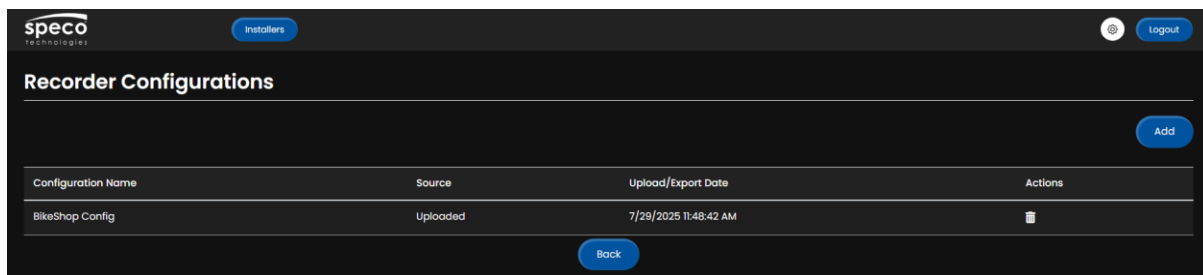 speco
technologies
Installers
Logout
Recorder Configurations
Add
Configuration Name Source Upload/Export Date Actions
BikeShop Config Uploaded 7/29/2025 11:48:42 AM
Back